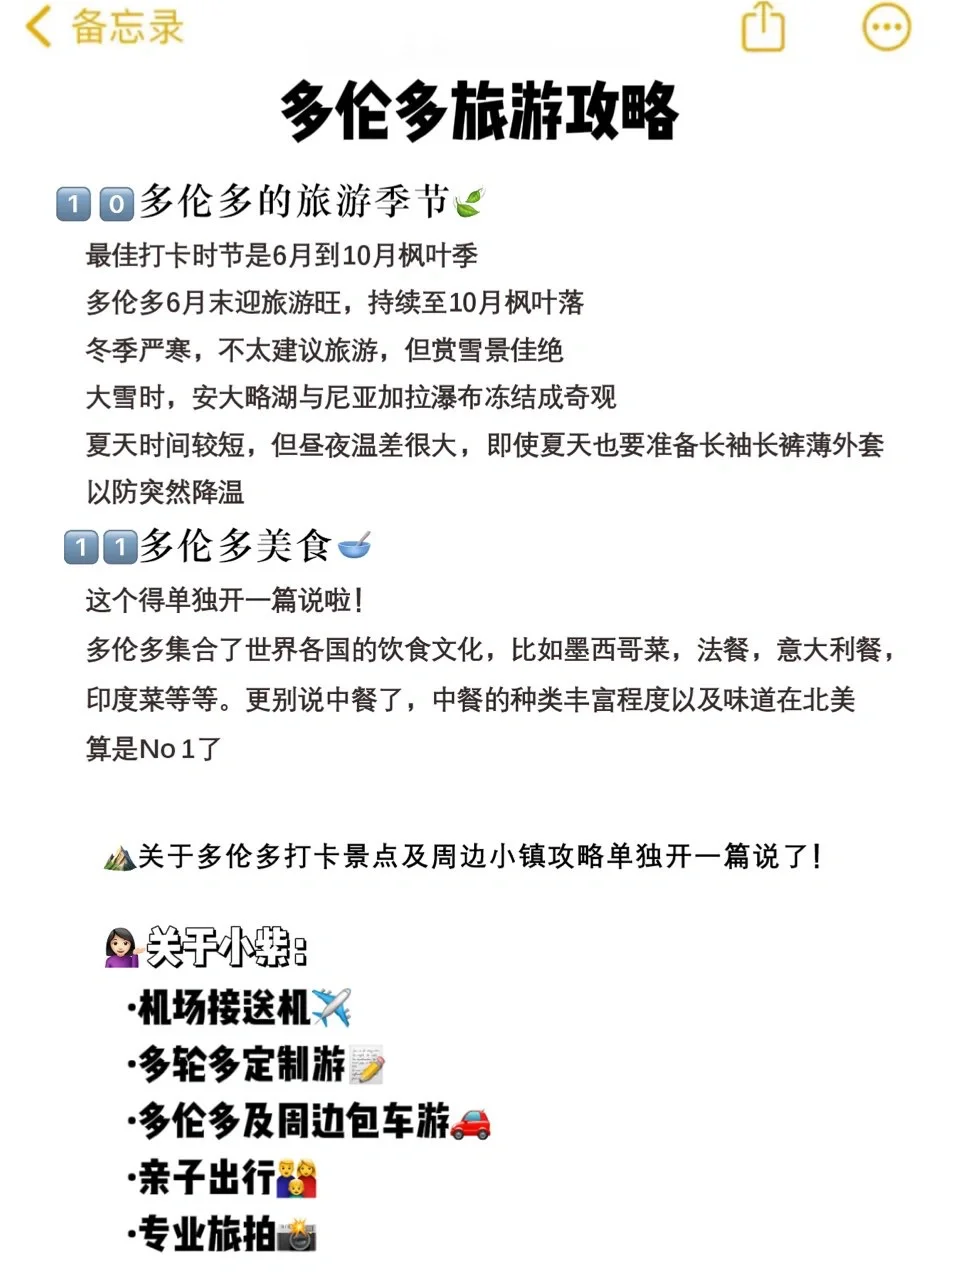 备忘录
多伦多旅游攻略
10多伦多的旅游季节
最佳打卡时节是6月到10月枫叶季
多伦多6月末迎旅游旺，持续至10月枫叶落
冬季严寒，不太建议旅游，但赏雪景佳绝
大雪时，安大略湖与尼亚加拉瀑布冻结成奇观
夏天时间较短，但昼夜温差很大，即使夏天也要准备长袖长裤薄外套
以防突然降温
11多伦多美食
这个得单独开一篇说啦！
多伦多集合了世界各国的饮食文化，比如墨西哥菜，法餐，意大利餐，
印度菜等等。更别说中餐了，中餐的种类丰富程度以及味道在北美
算是No 1了
关于多伦多打卡景点及周边小镇攻略单独开一篇说了！
关于小紫：
·机场接送机
·多轮多定制游
·多伦多及周边包车游
·亲子出行
·专业旅拍